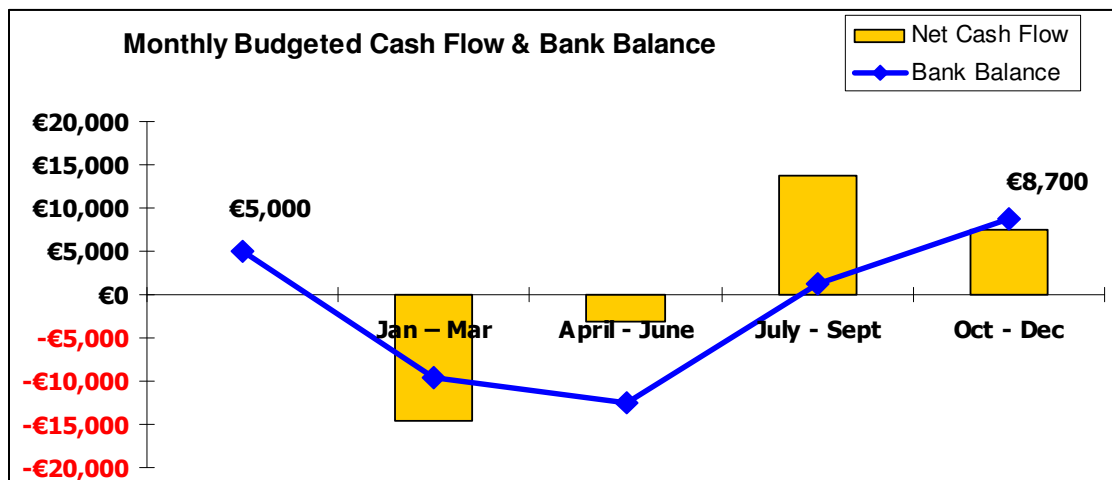 Monthly Budgeted Cash Flow & Bank Balance
Net Cash Flow
Bank Balance
€20,000
€15,000
€10,000
€5,000
€0
-€5,000
-€10,000
-€15,000
-€20,000
€5,000
€8,700
Jan – Mar
April - June
July - Sept
Oct - Dec